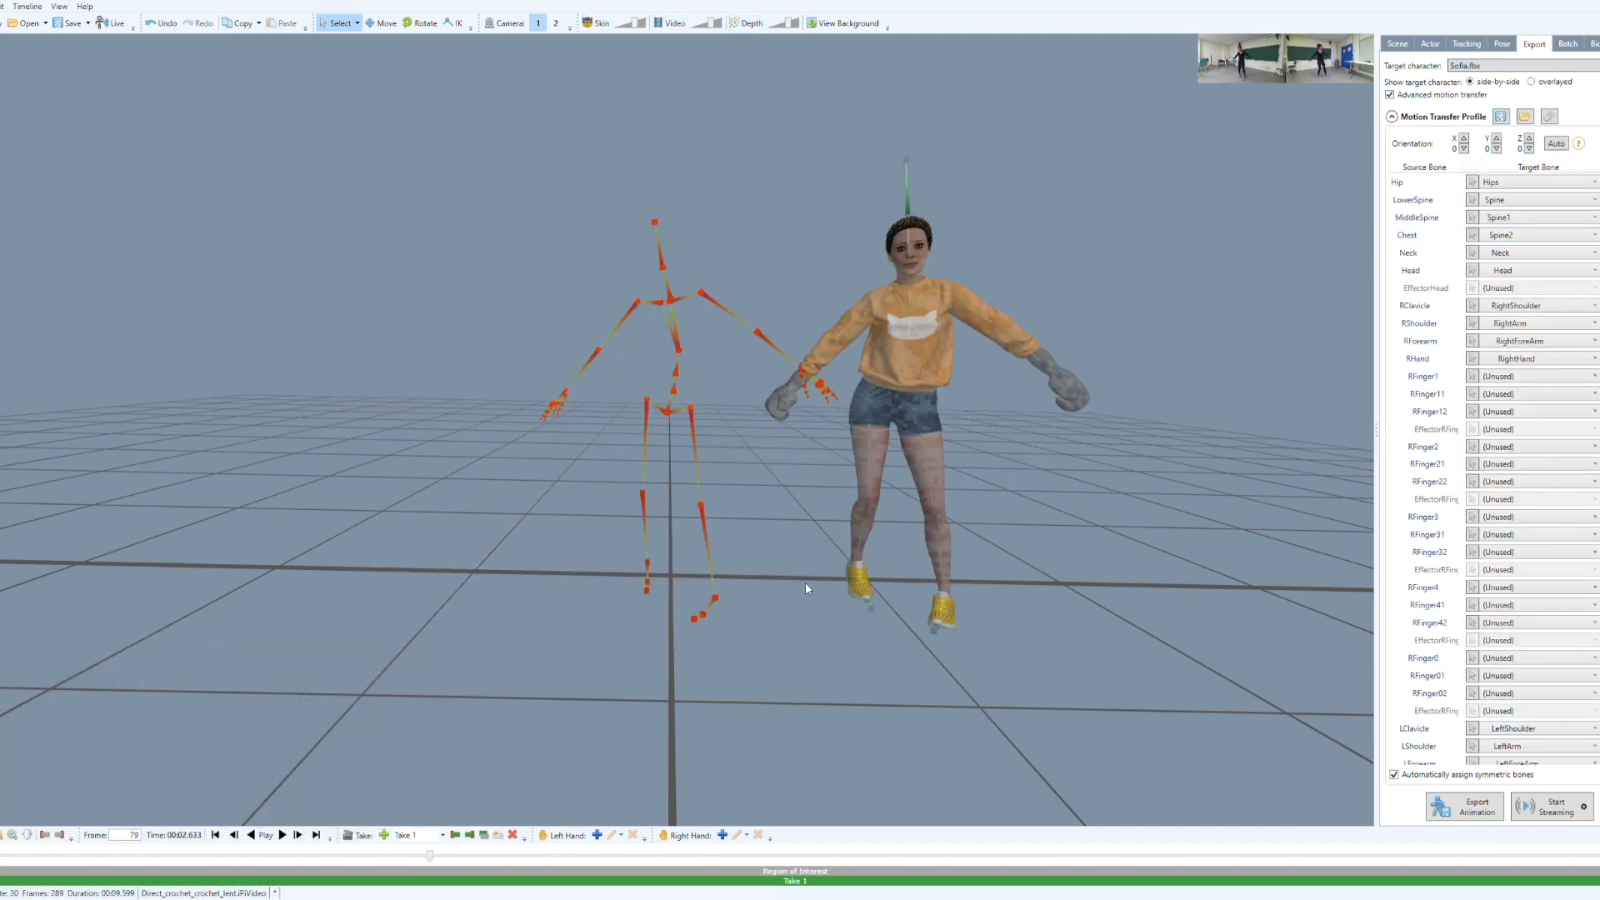 Timeline View Help
Open Save Live Undo Redo Copy Paste Select Move Rotate IK Camera: 1 2 Skin Video Depth View Background
Scene Actor Tracking Pose Export Batch
Target character: Sofia.fbx
Show target character: side-by-side overlayed
Advanced motion transfer
Motion Transfer Profile
Orientation: X 0 Y 0 Z 0 Auto ?
Source Bone Target Bone
Hip Hips
LowerSpine Spine
MiddleSpine Spine1
Chest Spine2
Neck Neck
Head Head
EffectorHead (Unused)
RClavicle RightShoulder
RShoulder RightArm
RForearm RightForeArm
RHand RightHand
RFinger1 (Unused)
RFinger11 (Unused)
RFinger12 (Unused)
EffectorRFing (Unused)
RFinger2 (Unused)
RFinger21 (Unused)
RFinger22 (Unused)
EffectorRFing (Unused)
RFinger3 (Unused)
RFinger31 (Unused)
RFinger32 (Unused)
EffectorRFing (Unused)
RFinger4 (Unused)
RFinger41 (Unused)
RFinger42 (Unused)
EffectorRFing (Unused)
RFinger0 (Unused)
RFinger01 (Unused)
RFinger02 (Unused)
EffectorRFing (Unused)
LClavicle LeftShoulder
LShoulder LeftArm
LForearm LeftForeArm
Automatically assign symmetric bones
Export Animation
Start Streaming
Frame: 79 Time: 00:02.633 Play Take: Take 1 Left Hand: Right Hand:
Region of Interest
Take 1
te: 30 Frames: 289 Duration: 00:09.599 Direct_crochet_crochet_lent.iPiVideo *